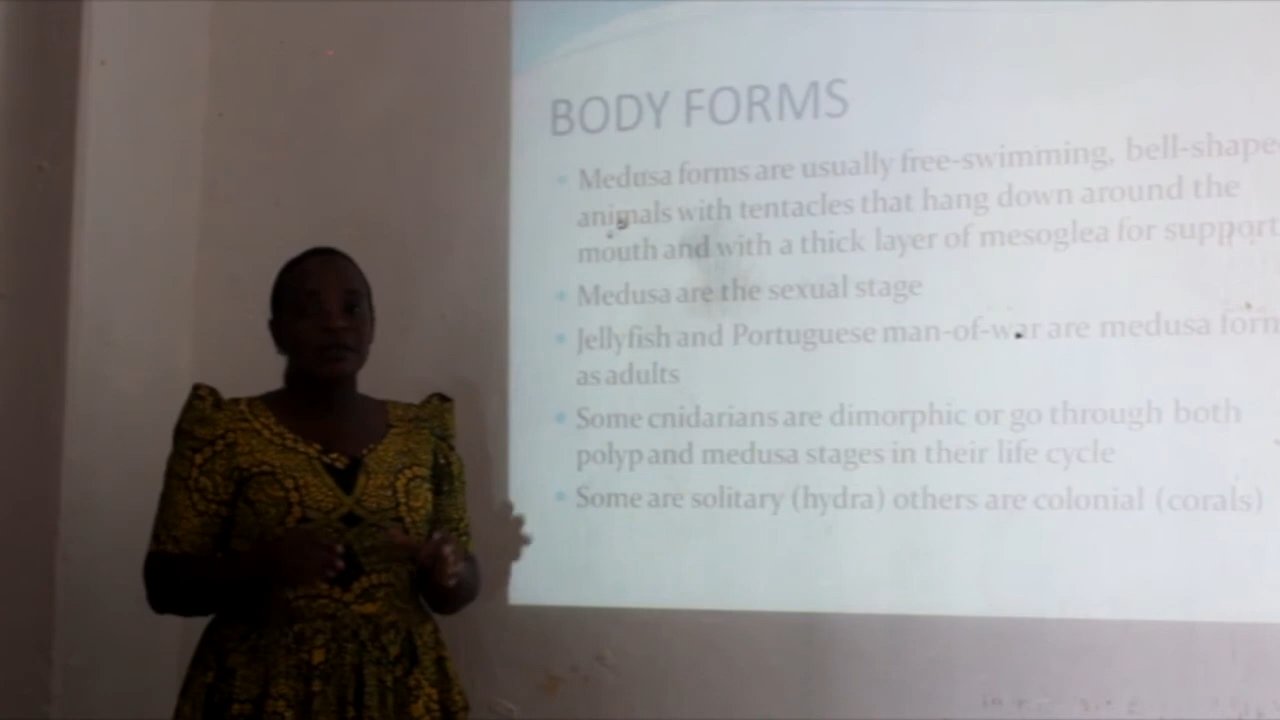 BODY FORMS
Medusa forms are usually free-swimming, bell-shape
animals with tentacles that hang down around the
mouth and with a thick layer of mesoglea for support
Medusa are the sexual stage
Jellyfish and Portuguese man-of-war are medusa form
as adults
Some cnidarians are dimorphic or go through both
polyp and medusa stages in their life cycle
Some are solitary (hydra) others are colonial (corals)